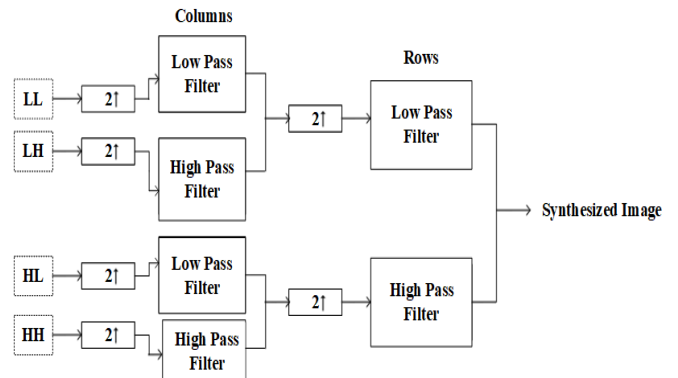 Columns
Rows
LL
2↑
Low Pass
Filter
LH
2↑
High Pass
Filter
2↑
Low Pass
Filter
Synthesized Image
HL
2↑
Low Pass
Filter
HH
2↑
High Pass
Filter
2↑
High Pass
Filter